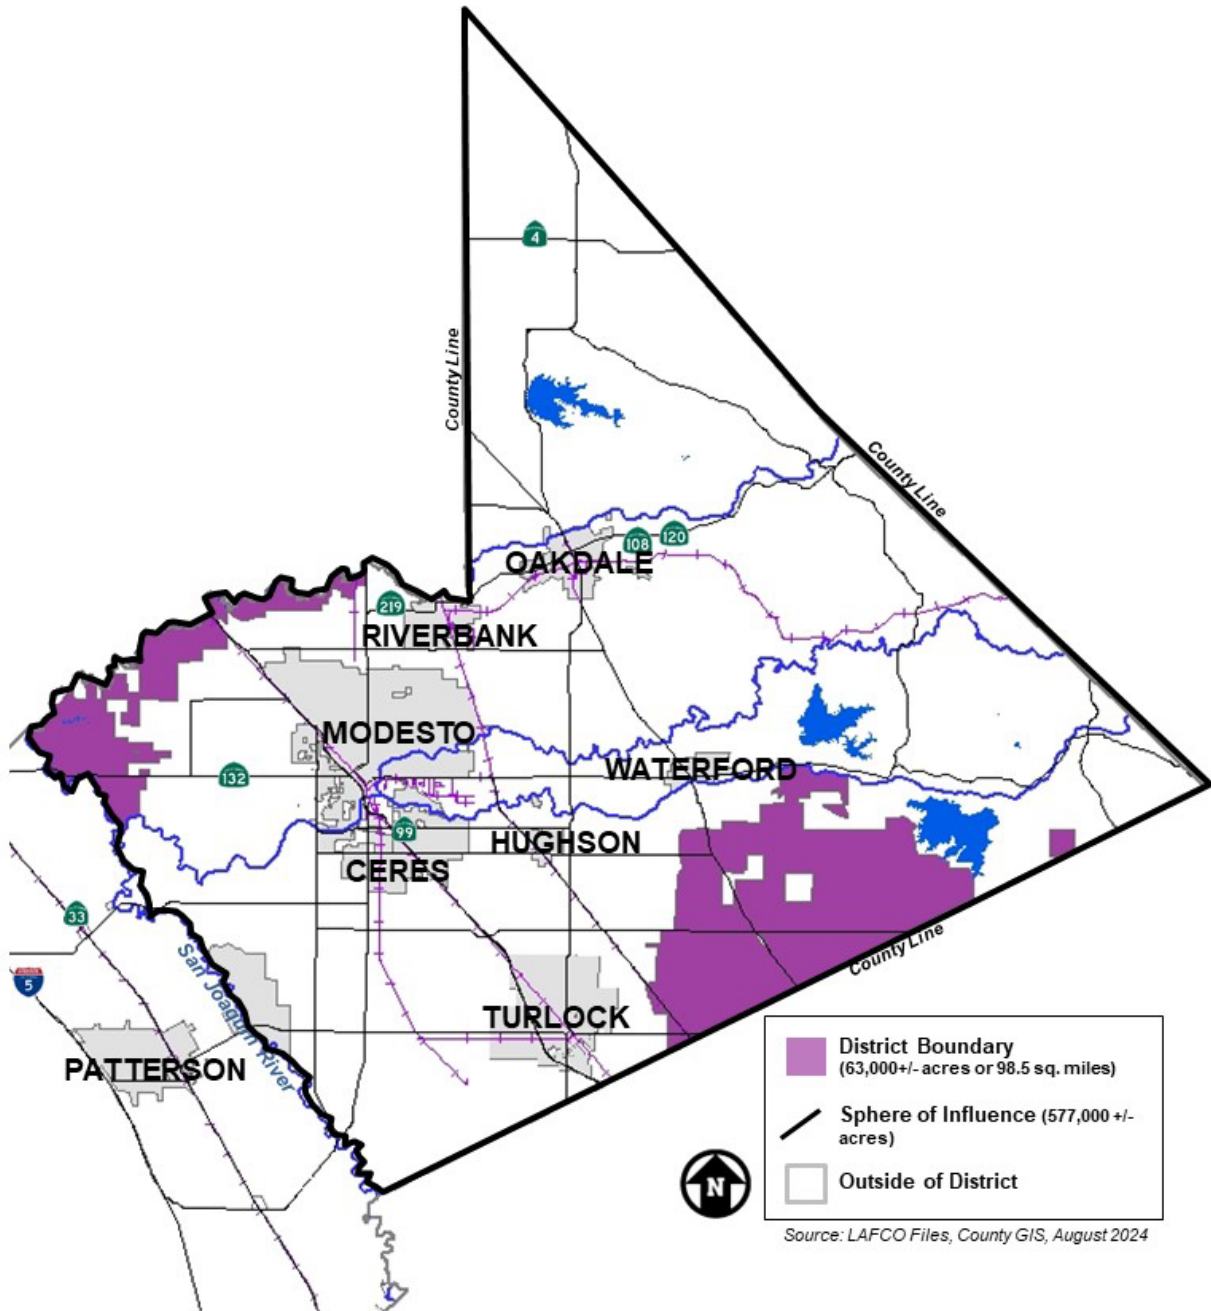 4
County Line
County Line
108
120
OAKDALE
219
RIVERBANK
MODESTO
132
WATERFORD
99
HUGHSON
CERES
33
5
San Joaquin River
County Line
TURLOCK
PATTERSON
N
District Boundary
(63,000+/- acres or 98.5 sq. miles)
Sphere of Influence (577,000 +/-
acres)
Outside of District
Source: LAFCO Files, County GIS, August 2024